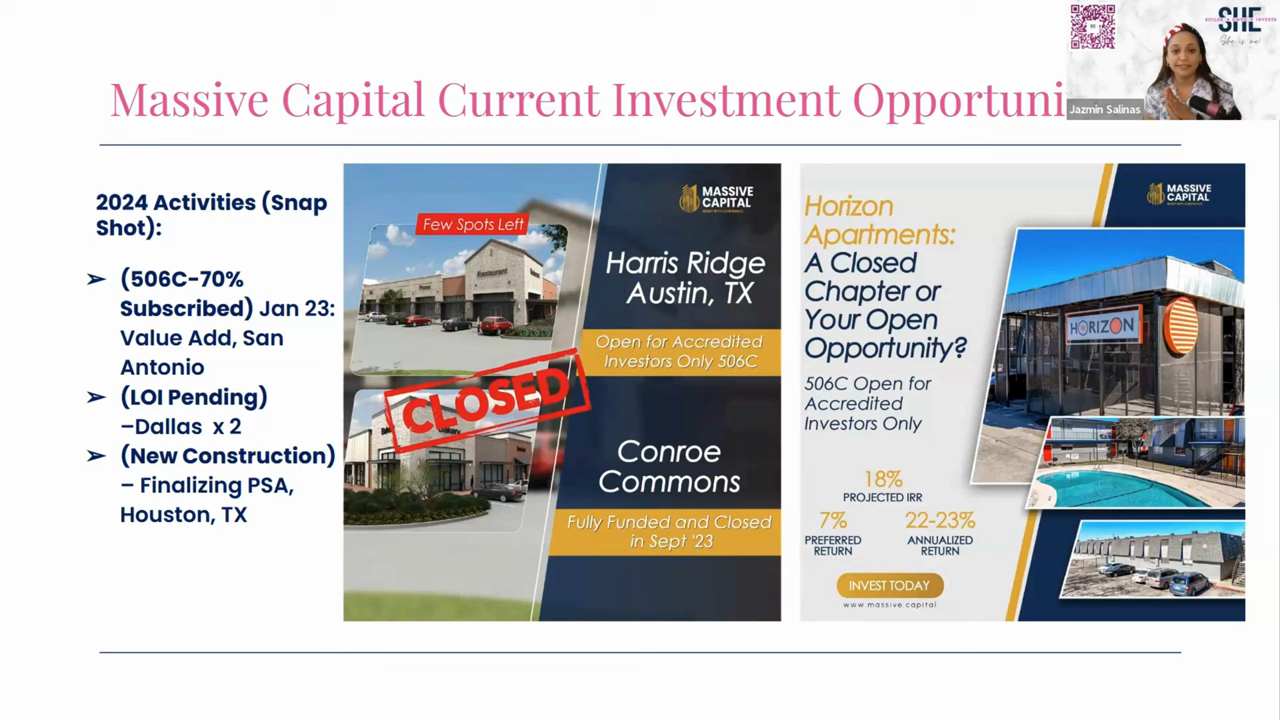 SHE
She is me
Jazmin Salinas
Massive Capital Current Investment Opportuni
2024 Activities (Snap
Shot):
➢ (506C-70%
Subscribed) Jan 23:
Value Add, San
Antonio
➢ (LOI Pending)
–Dallas x 2
➢ (New Construction)
– Finalizing PSA,
Houston, TX
MASSIVE
CAPITAL
Few Spots Left
Restaurant
Harris Ridge
Austin, TX
Open for Accredited
Investors Only 506C
CLOSED
Conroe
Commons
Fully Funded and Closed
in Sept '23
MASSIVE
CAPITAL
Horizon
Apartments:
A Closed
Chapter or
Your Open
Opportunity?
506C Open for
Accredited
Investors Only
HORIZON
18%
PROJECTED IRR
7%
PREFERRED
RETURN
22-23%
ANNUALIZED
RETURN
INVEST TODAY
www.massive.capital